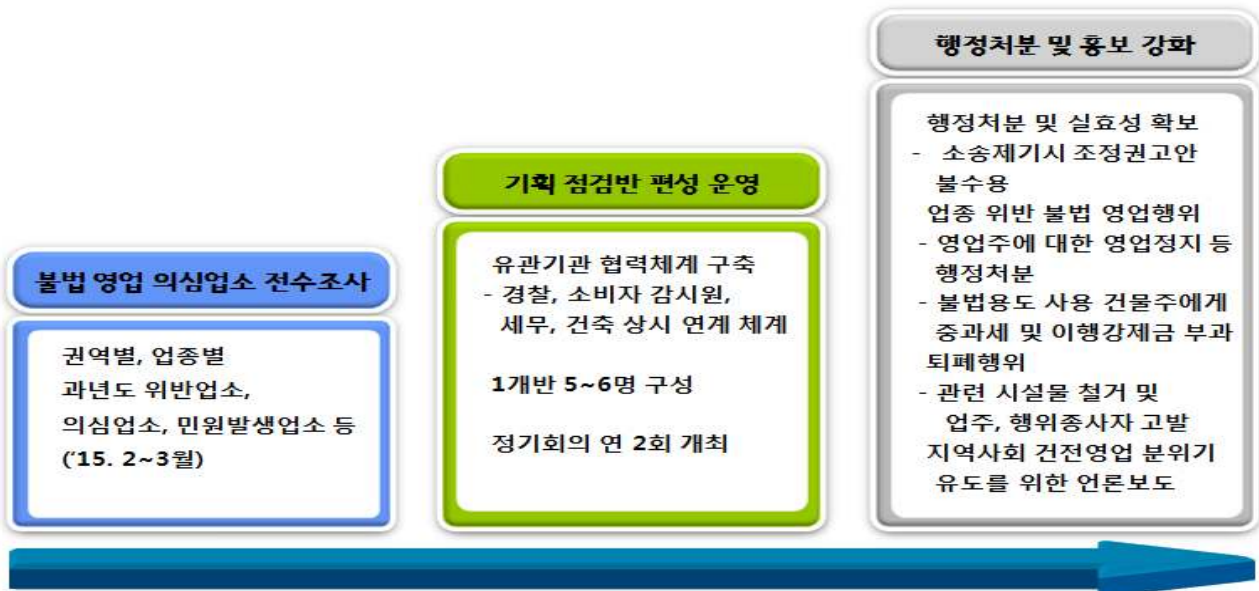 불법 영업 의심업소 전수조사
권역별, 업종별
과년도 위반업소,
의심업소, 민원발생업소 등
('15. 2~3월)
기획 점검반 편성 운영
유관기관 협력체계 구축
- 경찰, 소비자 감시원,
세무, 건축 상시 연계 체계
1개반 5~6명 구성
정기회의 연 2회 개최
행정처분 및 홍보 강화
행정처분 및 실효성 확보
- 소송제기시 조정권고안
불수용
업종 위반 불법 영업행위
- 영업주에 대한 영업정지 등
행정처분
- 불법용도 사용 건물주에게
중과세 및 이행강제금 부과
퇴폐행위
- 관련 시설물 철거 및
업주, 행위종사자 고발
지역사회 건전영업 분위기
유도를 위한 언론보도